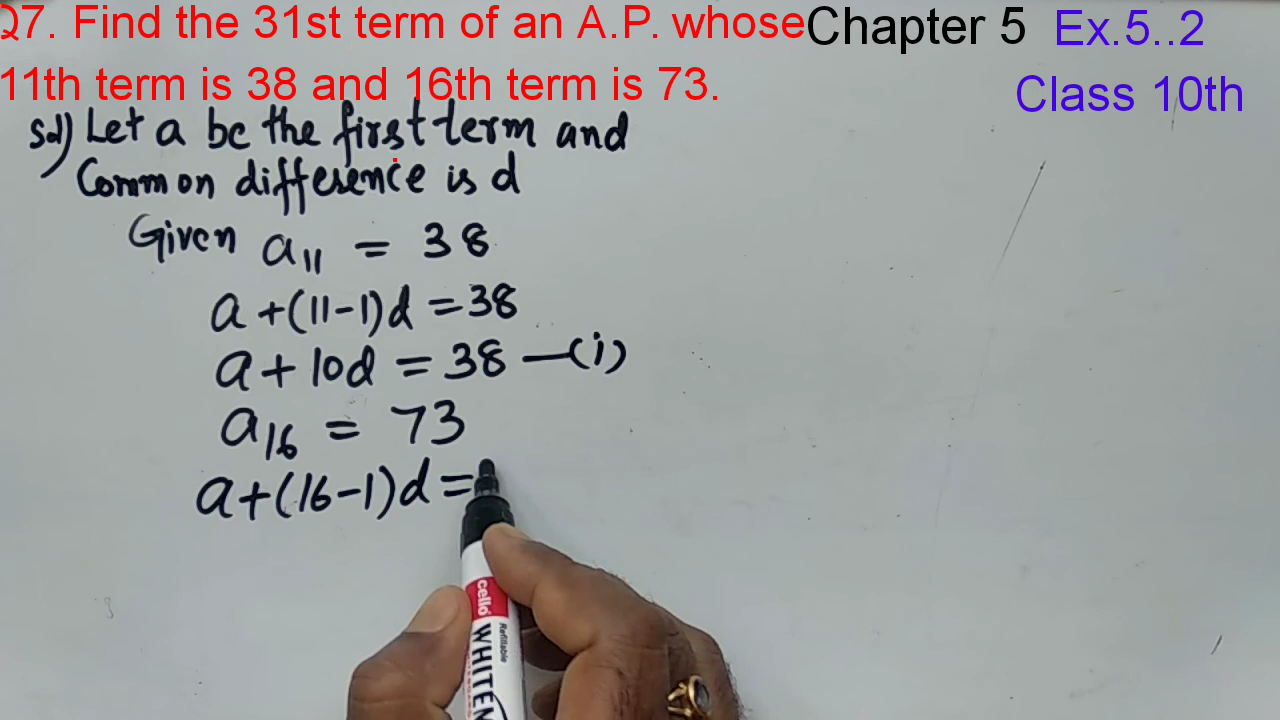 Q7. Find the 31st term of an A.P. whose
11th term is 38 and 16th term is 73.
Chapter 5 Ex.5..2
Class 10th
Sol) Let a be the first term and
Common difference is d
Given a₁₁ = 38
a+(11-1)d = 38
a + 10d = 38 —(i)
a₁₆ = 73
a+(16-1)d =
cello
Refillable
WHITEM